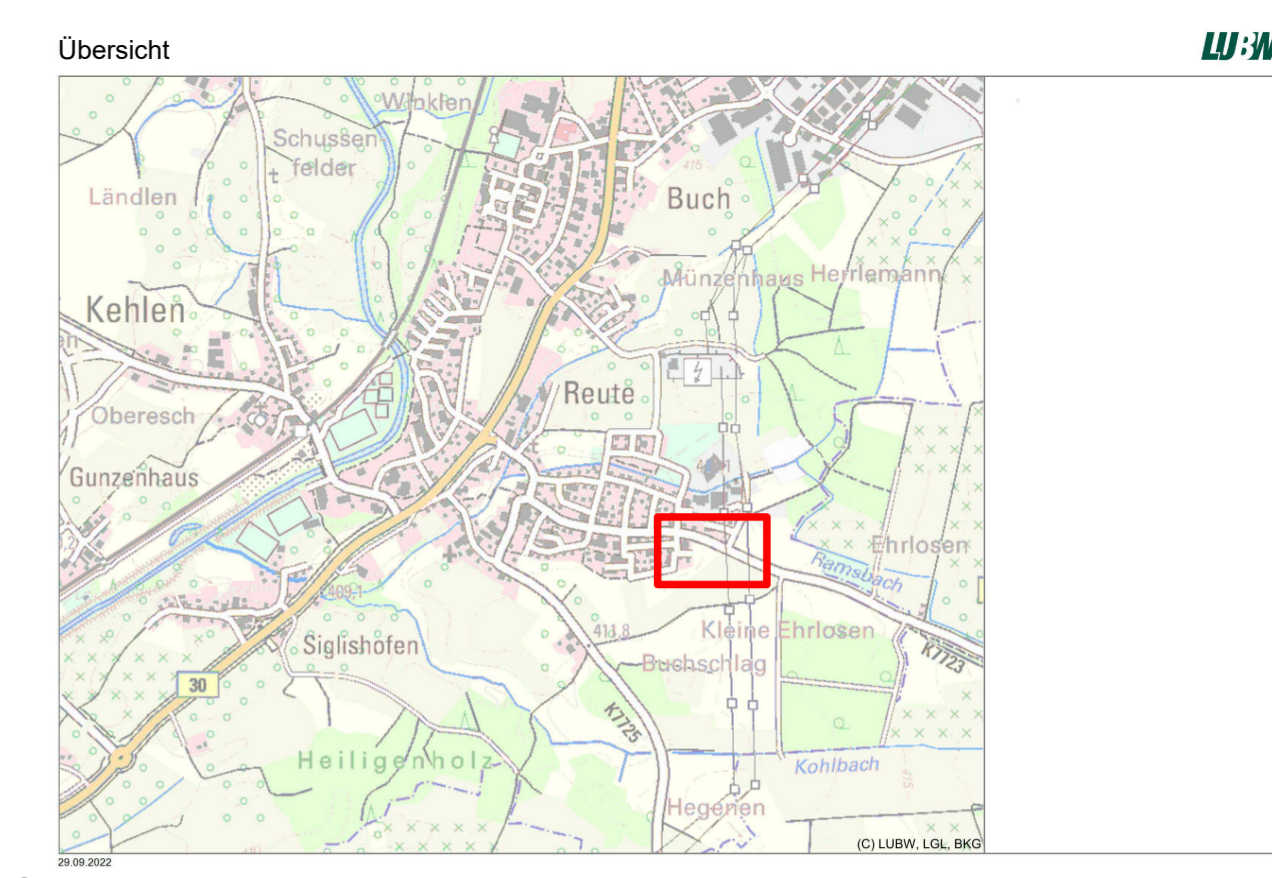 Übersicht
LUBW
Winklen
Schussen-
felder
415
Ländlen
Buch
Münzenhaus
Herrlemann
Kehlen
Reute
Oberesch
Gunzenhaus
Ehrlosen
Ramsbach
409,1
411,8
Kleine Ehrlosen
Siglishofen
Buchschlag
K7723
30
K7725
Heiligenholz
Kohlbach
415
Hegenen
(C) LUBW, LGL, BKG
29.09.2022